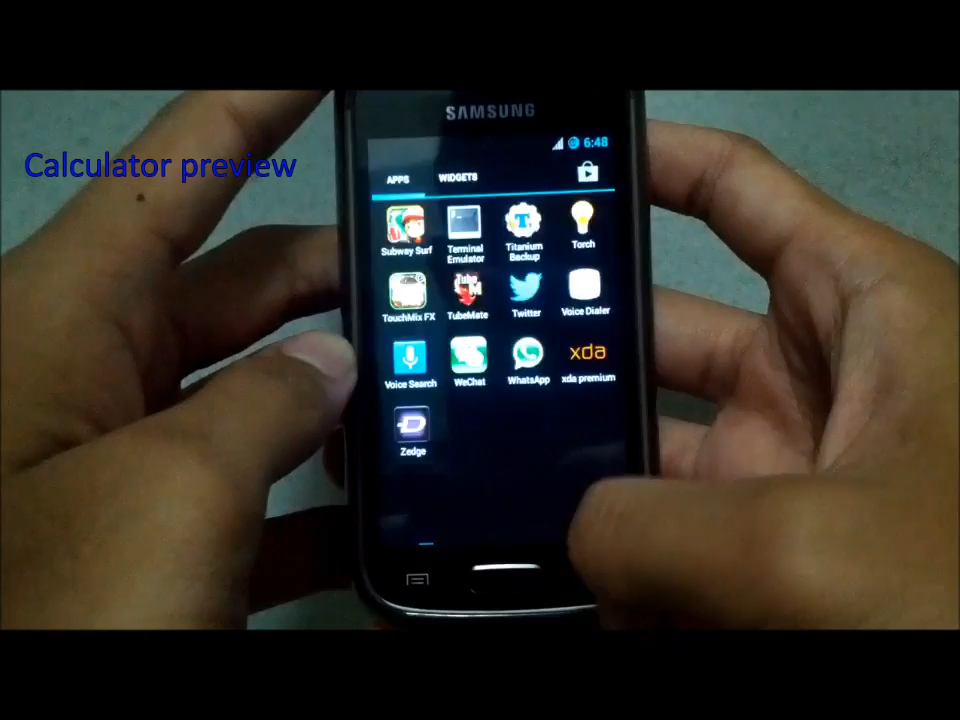 SAMSUNG
6:48
Calculator preview
APPS WIDGETS
Subway Surf Terminal Emulator Titanium Backup Torch
TouchMix FX TubeMate Twitter Voice Dialer
Voice Search WeChat WhatsApp xda xda premium
Zedge